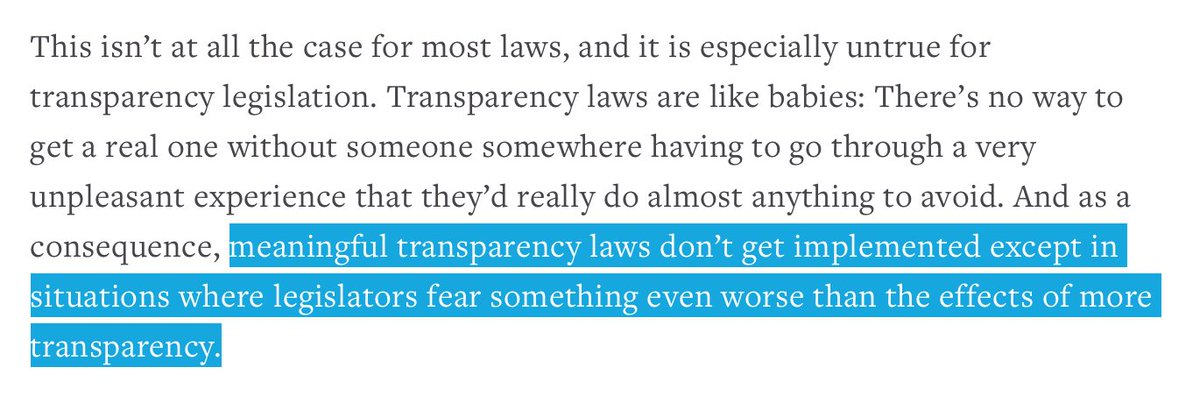 This isn’t at all the case for most laws, and it is especially untrue for
transparency legislation. Transparency laws are like babies: There’s no way to
get a real one without someone somewhere having to go through a very
unpleasant experience that they’d really do almost anything to avoid. And as a
consequence, meaningful transparency laws don’t get implemented except in
situations where legislators fear something even worse than the effects of more
transparency.